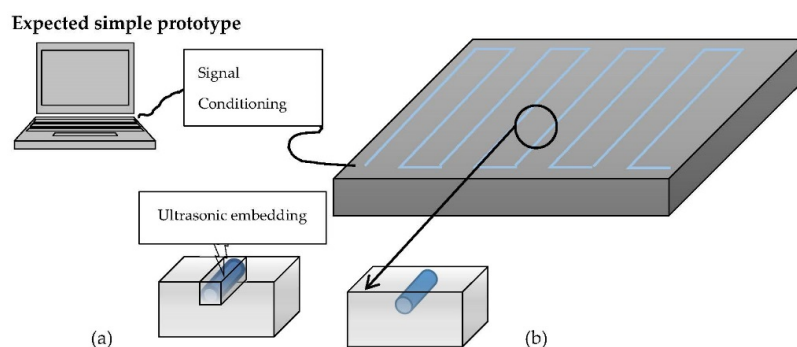 Expected simple prototype
Signal
Conditioning
Ultrasonic embedding
(a)
(b)